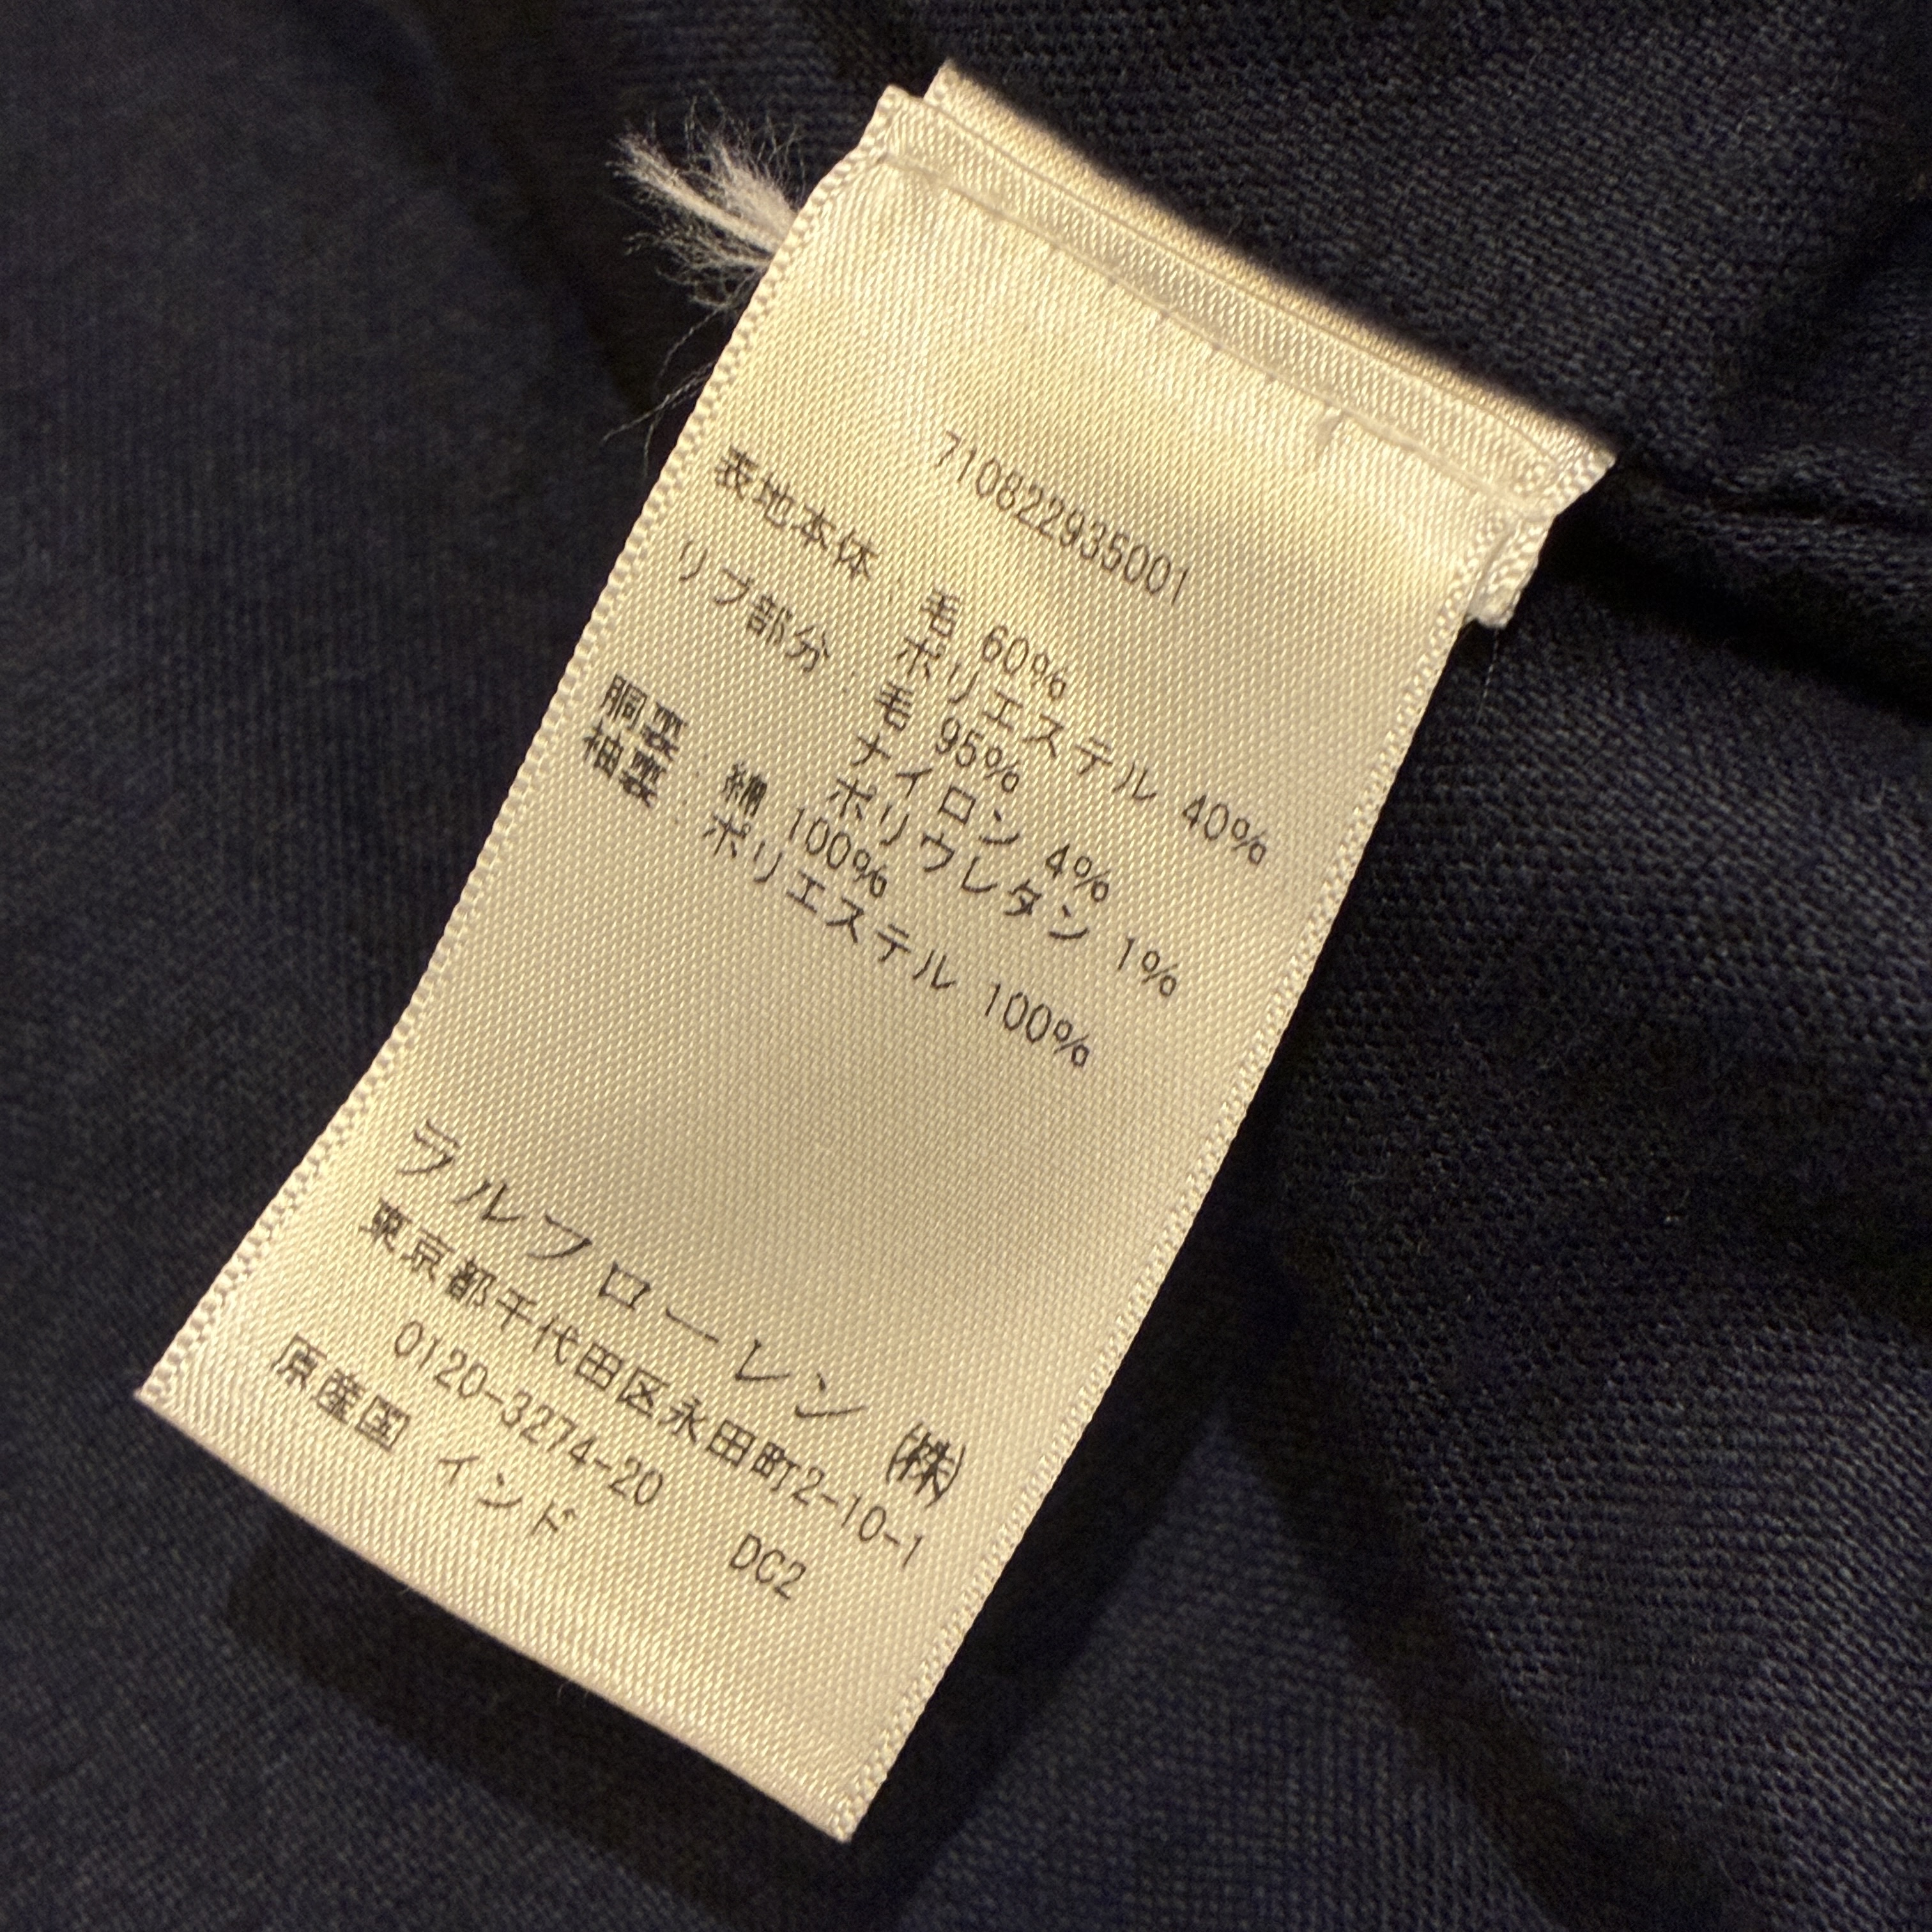 710822935001
表地本体：毛 60%
ポリエステル 40%
リブ部分：毛 95%
ナイロン 4%
ポリウレタン 1%
胴裏：綿 100%
袖裏：ポリエステル 100%
ラルフローレン㈱
東京都千代田区永田町2-10-1
0120-3274-20
原産国 インド DC2